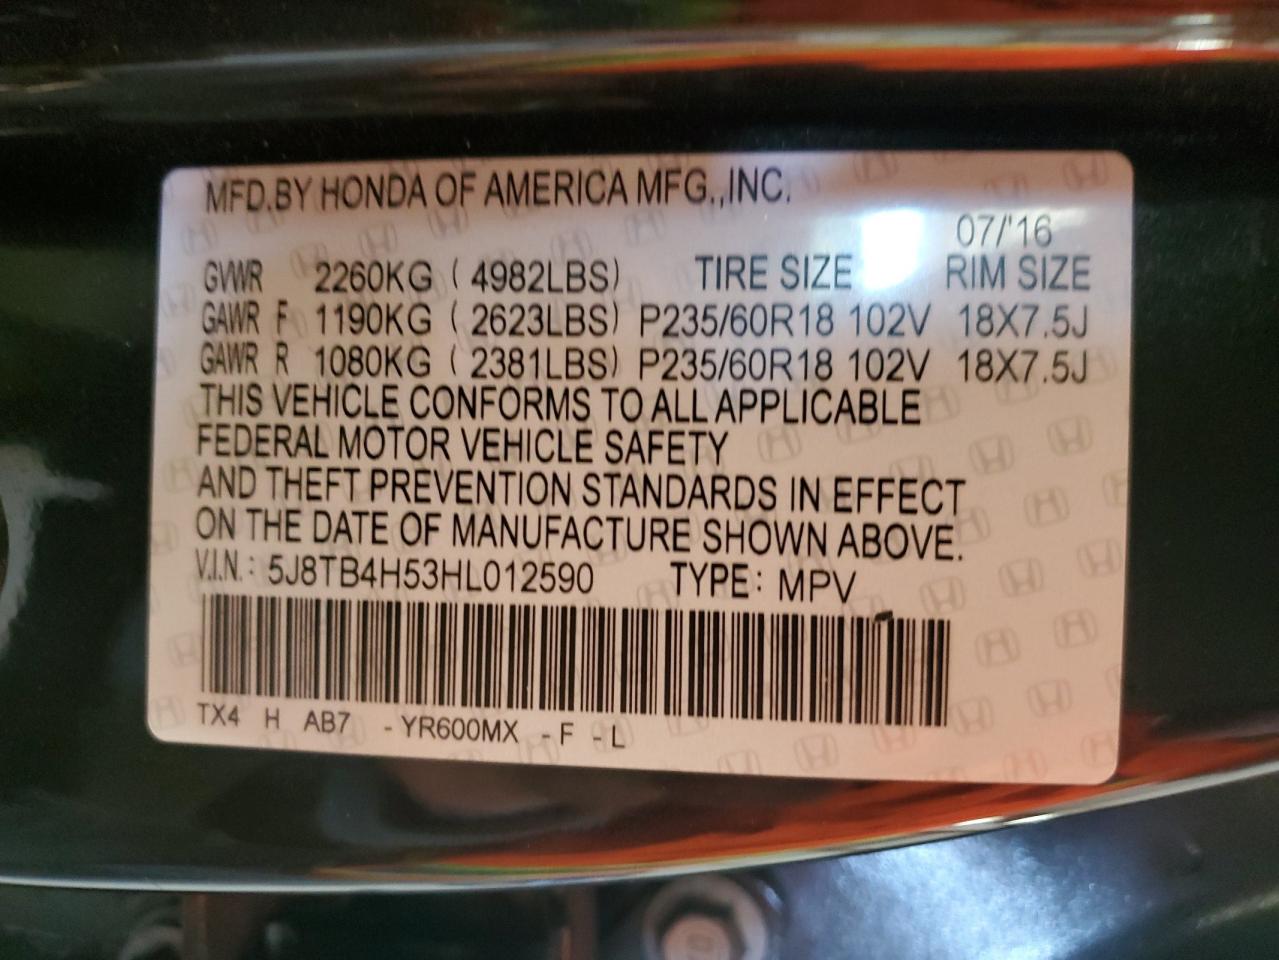 MFD.BY HONDA OF AMERICA MFG.,INC.
07/'16
GVWR 2260KG ( 4982LBS) TIRE SIZE RIM SIZE
GAWR F 1190KG ( 2623LBS) P235/60R18 102V 18X7.5J
GAWR R 1080KG ( 2381LBS) P235/60R18 102V 18X7.5J
THIS VEHICLE CONFORMS TO ALL APPLICABLE
FEDERAL MOTOR VEHICLE SAFETY
AND THEFT PREVENTION STANDARDS IN EFFECT
ON THE DATE OF MANUFACTURE SHOWN ABOVE.
V.I.N.: 5J8TB4H53HL012590 TYPE: MPV
TX4 H AB7 -YR600MX -F -L